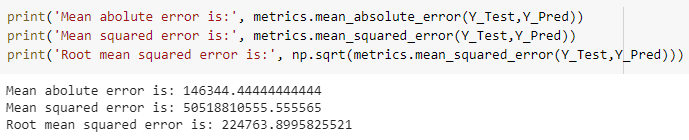 print('Mean abolute error is:', metrics.mean_absolute_error(Y_Test,Y_Pred))
print('Mean squared error is:', metrics.mean_squared_error(Y_Test,Y_Pred))
print('Root mean squared error is:', np.sqrt(metrics.mean_squared_error(Y_Test,Y_Pred)))
Mean abolute error is: 146344.44444444444
Mean squared error is: 50518810555.555565
Root mean squared error is: 224763.8995825521